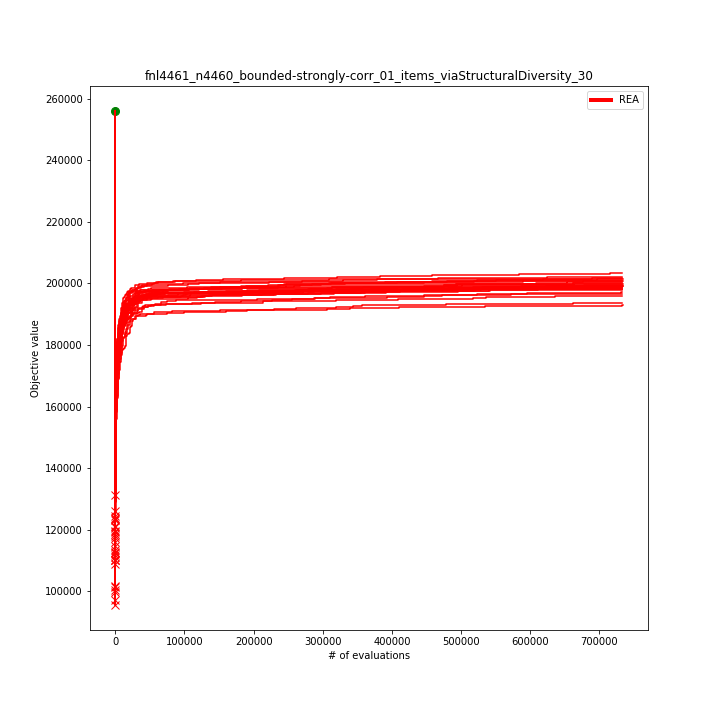 fnl4461_n4460_bounded-strongly-corr_01_items_viaStructuralDiversity_30
REA
260000
240000
220000
200000
180000
160000
140000
120000
100000
Objective value
0 100000 200000 300000 400000 500000 600000 700000
# of evaluations